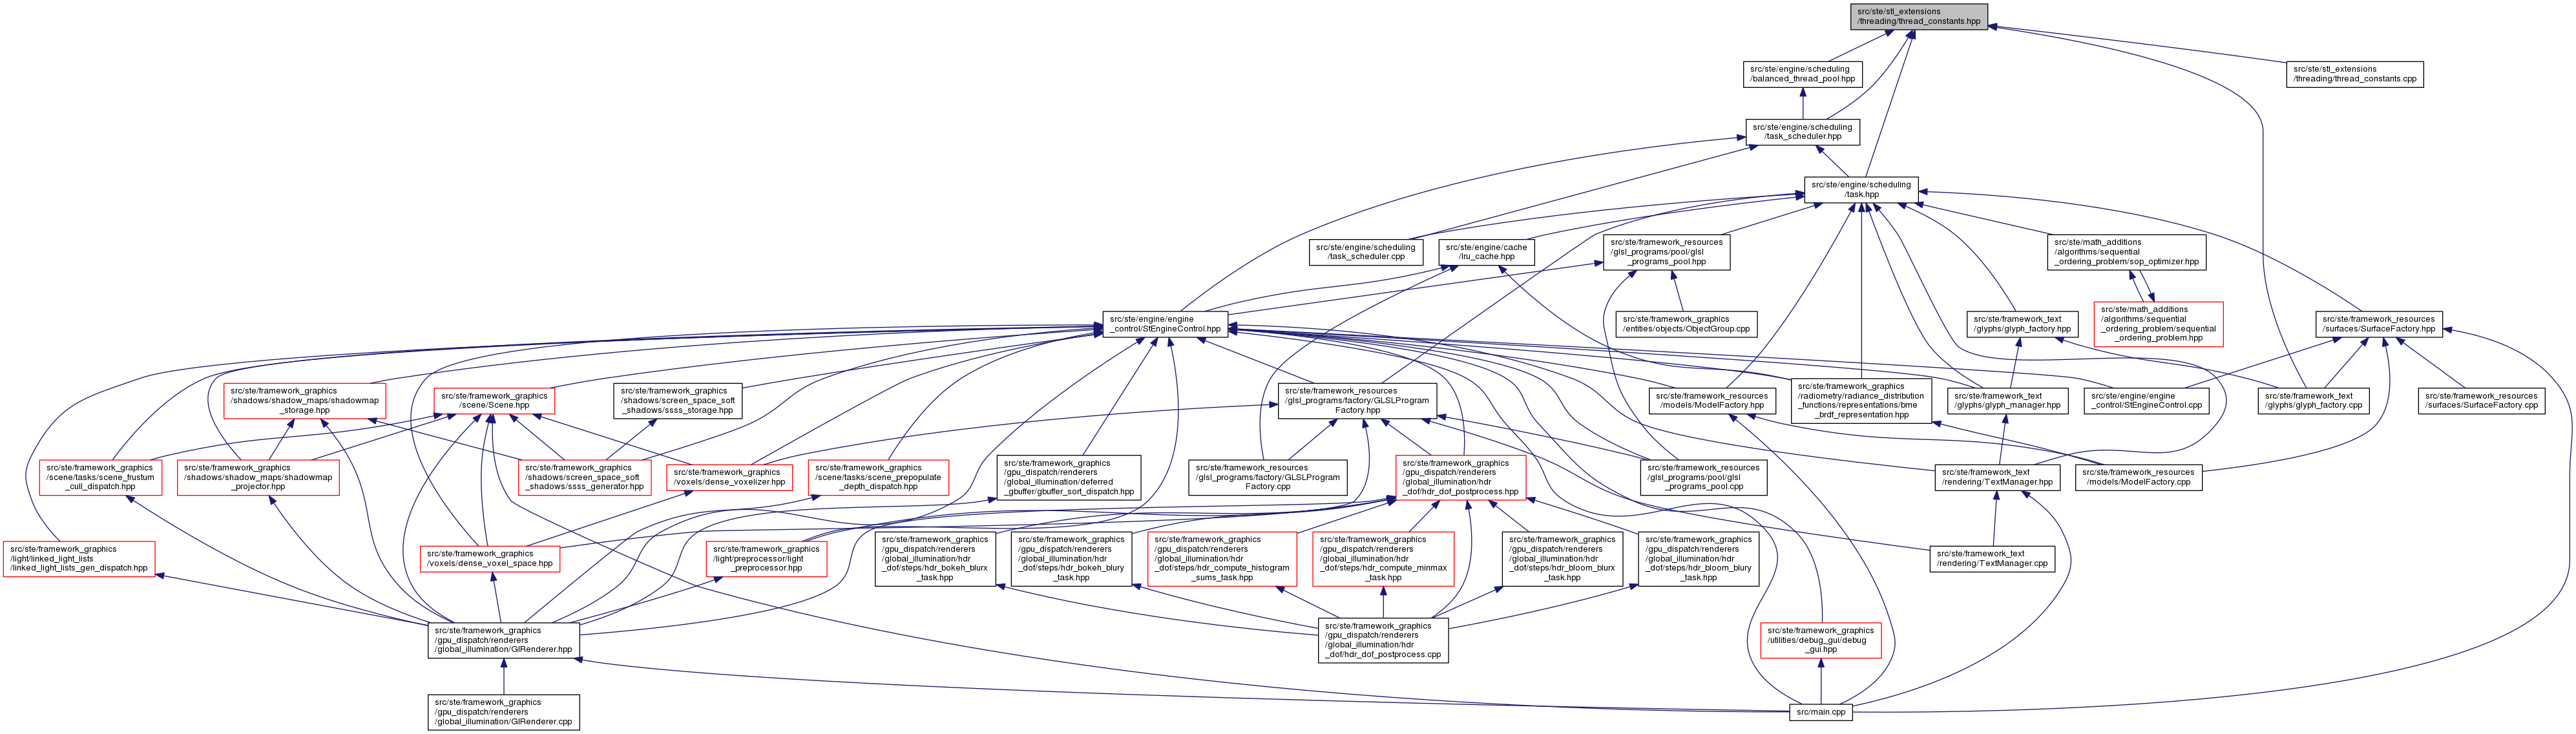 src/ste/stl_extensions
/threading/thread_constants.hpp
src/ste/engine/scheduling
/balanced_thread_pool.hpp
src/ste/stl_extensions
/threading/thread_constants.cpp
src/ste/engine/scheduling
/task_scheduler.hpp
src/ste/engine/scheduling
/task.hpp
src/ste/engine/scheduling
/task_scheduler.cpp
src/ste/engine/cache
/lru_cache.hpp
src/ste/framework_resources
/glsl_programs/pool/glsl
_programs_pool.hpp
src/ste/math_additions
/algorithms/sequential
_ordering_problem/sop_optimizer.hpp
src/ste/engine/engine
_control/StEngineControl.hpp
src/ste/framework_graphics
/entities/objects/ObjectGroup.cpp
src/ste/framework_text
/glyphs/glyph_factory.hpp
src/ste/math_additions
/algorithms/sequential
_ordering_problem/sequential
_ordering_problem.hpp
src/ste/framework_resources
/surfaces/SurfaceFactory.hpp
src/ste/framework_graphics
/shadows/shadow_maps/shadowmap
_storage.hpp
src/ste/framework_graphics
/scene/Scene.hpp
src/ste/framework_graphics
/shadows/screen_space_soft
_shadows/ssss_storage.hpp
src/ste/framework_resources
/glsl_programs/factory/GLSLProgram
Factory.hpp
src/ste/framework_resources
/models/ModelFactory.hpp
src/ste/framework_graphics
/radiometry/radiance_distribution
_functions/representations/bme
_brdf_representation.hpp
src/ste/framework_text
/glyphs/glyph_manager.hpp
src/ste/engine/engine
_control/StEngineControl.cpp
src/ste/framework_text
/glyphs/glyph_factory.cpp
src/ste/framework_resources
/surfaces/SurfaceFactory.cpp
src/ste/framework_graphics
/scene/tasks/scene_frustum
_cull_dispatch.hpp
src/ste/framework_graphics
/shadows/shadow_maps/shadowmap
_projector.hpp
src/ste/framework_graphics
/shadows/screen_space_soft
_shadows/ssss_generator.hpp
src/ste/framework_graphics
/voxels/dense_voxelizer.hpp
src/ste/framework_graphics
/scene/tasks/scene_prepopulate
_depth_dispatch.hpp
src/ste/framework_graphics
/gpu_dispatch/renderers
/global_illumination/deferred
_gbuffer/gbuffer_sort_dispatch.hpp
src/ste/framework_resources
/glsl_programs/factory/GLSLProgram
Factory.cpp
src/ste/framework_graphics
/gpu_dispatch/renderers
/global_illumination/hdr
_dof/hdr_dof_postprocess.hpp
src/ste/framework_resources
/glsl_programs/pool/glsl
_programs_pool.cpp
src/ste/framework_text
/rendering/TextManager.hpp
src/ste/framework_resources
/models/ModelFactory.cpp
src/ste/framework_graphics
/light/linked_light_lists
/linked_light_lists_gen_dispatch.hpp
src/ste/framework_graphics
/voxels/dense_voxel_space.hpp
src/ste/framework_graphics
/light/preprocessor/light
_preprocessor.hpp
src/ste/framework_graphics
/gpu_dispatch/renderers
/global_illumination/hdr
_dof/steps/hdr_bokeh_blurx
_task.hpp
src/ste/framework_graphics
/gpu_dispatch/renderers
/global_illumination/hdr
_dof/steps/hdr_bokeh_blury
_task.hpp
src/ste/framework_graphics
/gpu_dispatch/renderers
/global_illumination/hdr
_dof/steps/hdr_compute_histogram
_sums_task.hpp
src/ste/framework_graphics
/gpu_dispatch/renderers
/global_illumination/hdr
_dof/steps/hdr_compute_minmax
_task.hpp
src/ste/framework_graphics
/gpu_dispatch/renderers
/global_illumination/hdr
_dof/steps/hdr_bloom_blurx
_task.hpp
src/ste/framework_graphics
/gpu_dispatch/renderers
/global_illumination/hdr
_dof/steps/hdr_bloom_blury
_task.hpp
src/ste/framework_text
/rendering/TextManager.cpp
src/ste/framework_graphics
/gpu_dispatch/renderers
/global_illumination/GIRenderer.hpp
src/ste/framework_graphics
/gpu_dispatch/renderers
/global_illumination/hdr
_dof/hdr_dof_postprocess.cpp
src/ste/framework_graphics
/utilities/debug_gui/debug
_gui.hpp
src/ste/framework_graphics
/gpu_dispatch/renderers
/global_illumination/GIRenderer.cpp
src/main.cpp